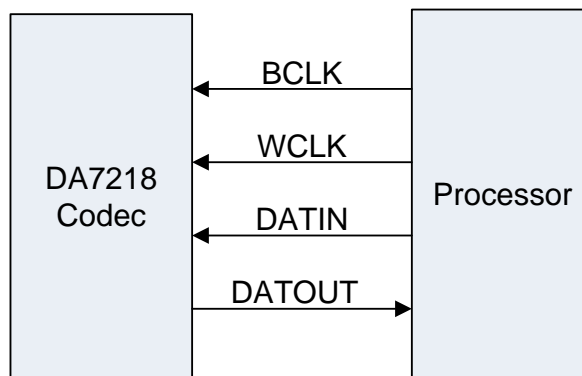 BCLK
WCLK
DA7218
Codec
Processor
DATIN
DATOUT